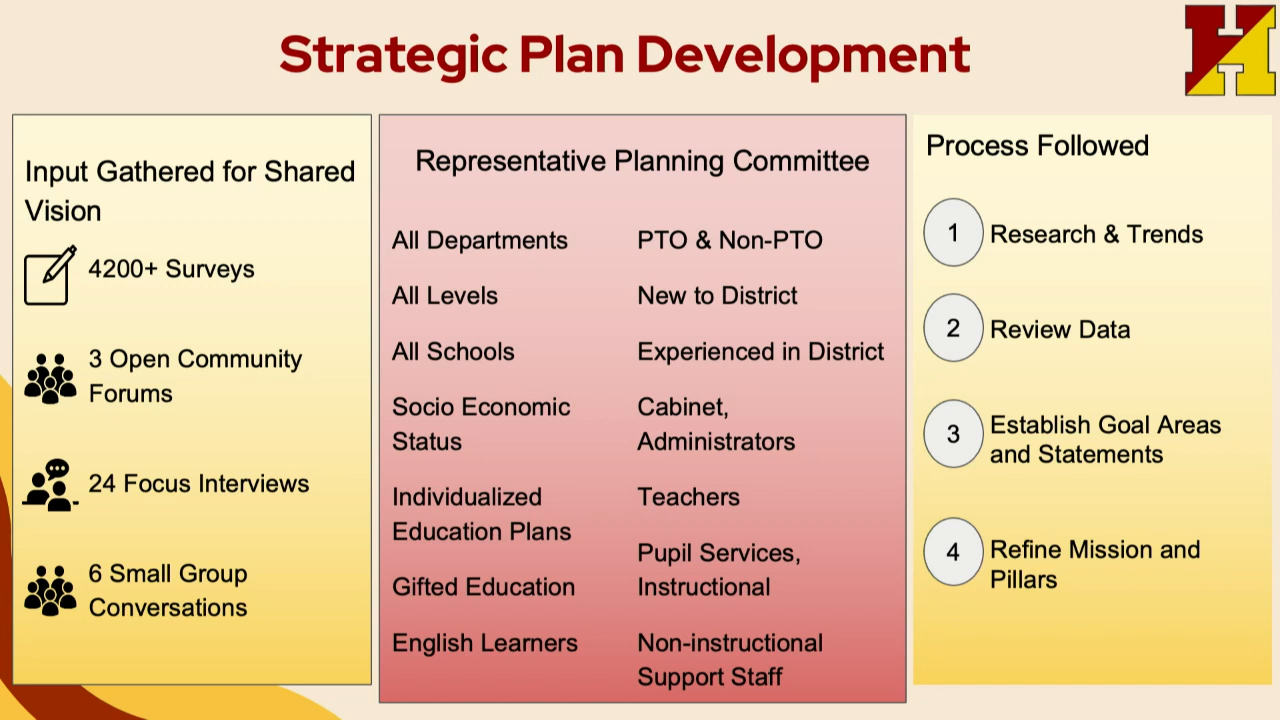 Strategic Plan Development
H
Input Gathered for Shared
Vision
4200+ Surveys
3 Open Community
Forums
24 Focus Interviews
6 Small Group
Conversations
Representative Planning Committee
All Departments
All Levels
All Schools
Socio Economic
Status
Individualized
Education Plans
Gifted Education
English Learners
PTO & Non-PTO
New to District
Experienced in District
Cabinet,
Administrators
Teachers
Pupil Services,
Instructional
Non-instructional
Support Staff
Process Followed
1 Research & Trends
2 Review Data
3 Establish Goal Areas
and Statements
4 Refine Mission and
Pillars